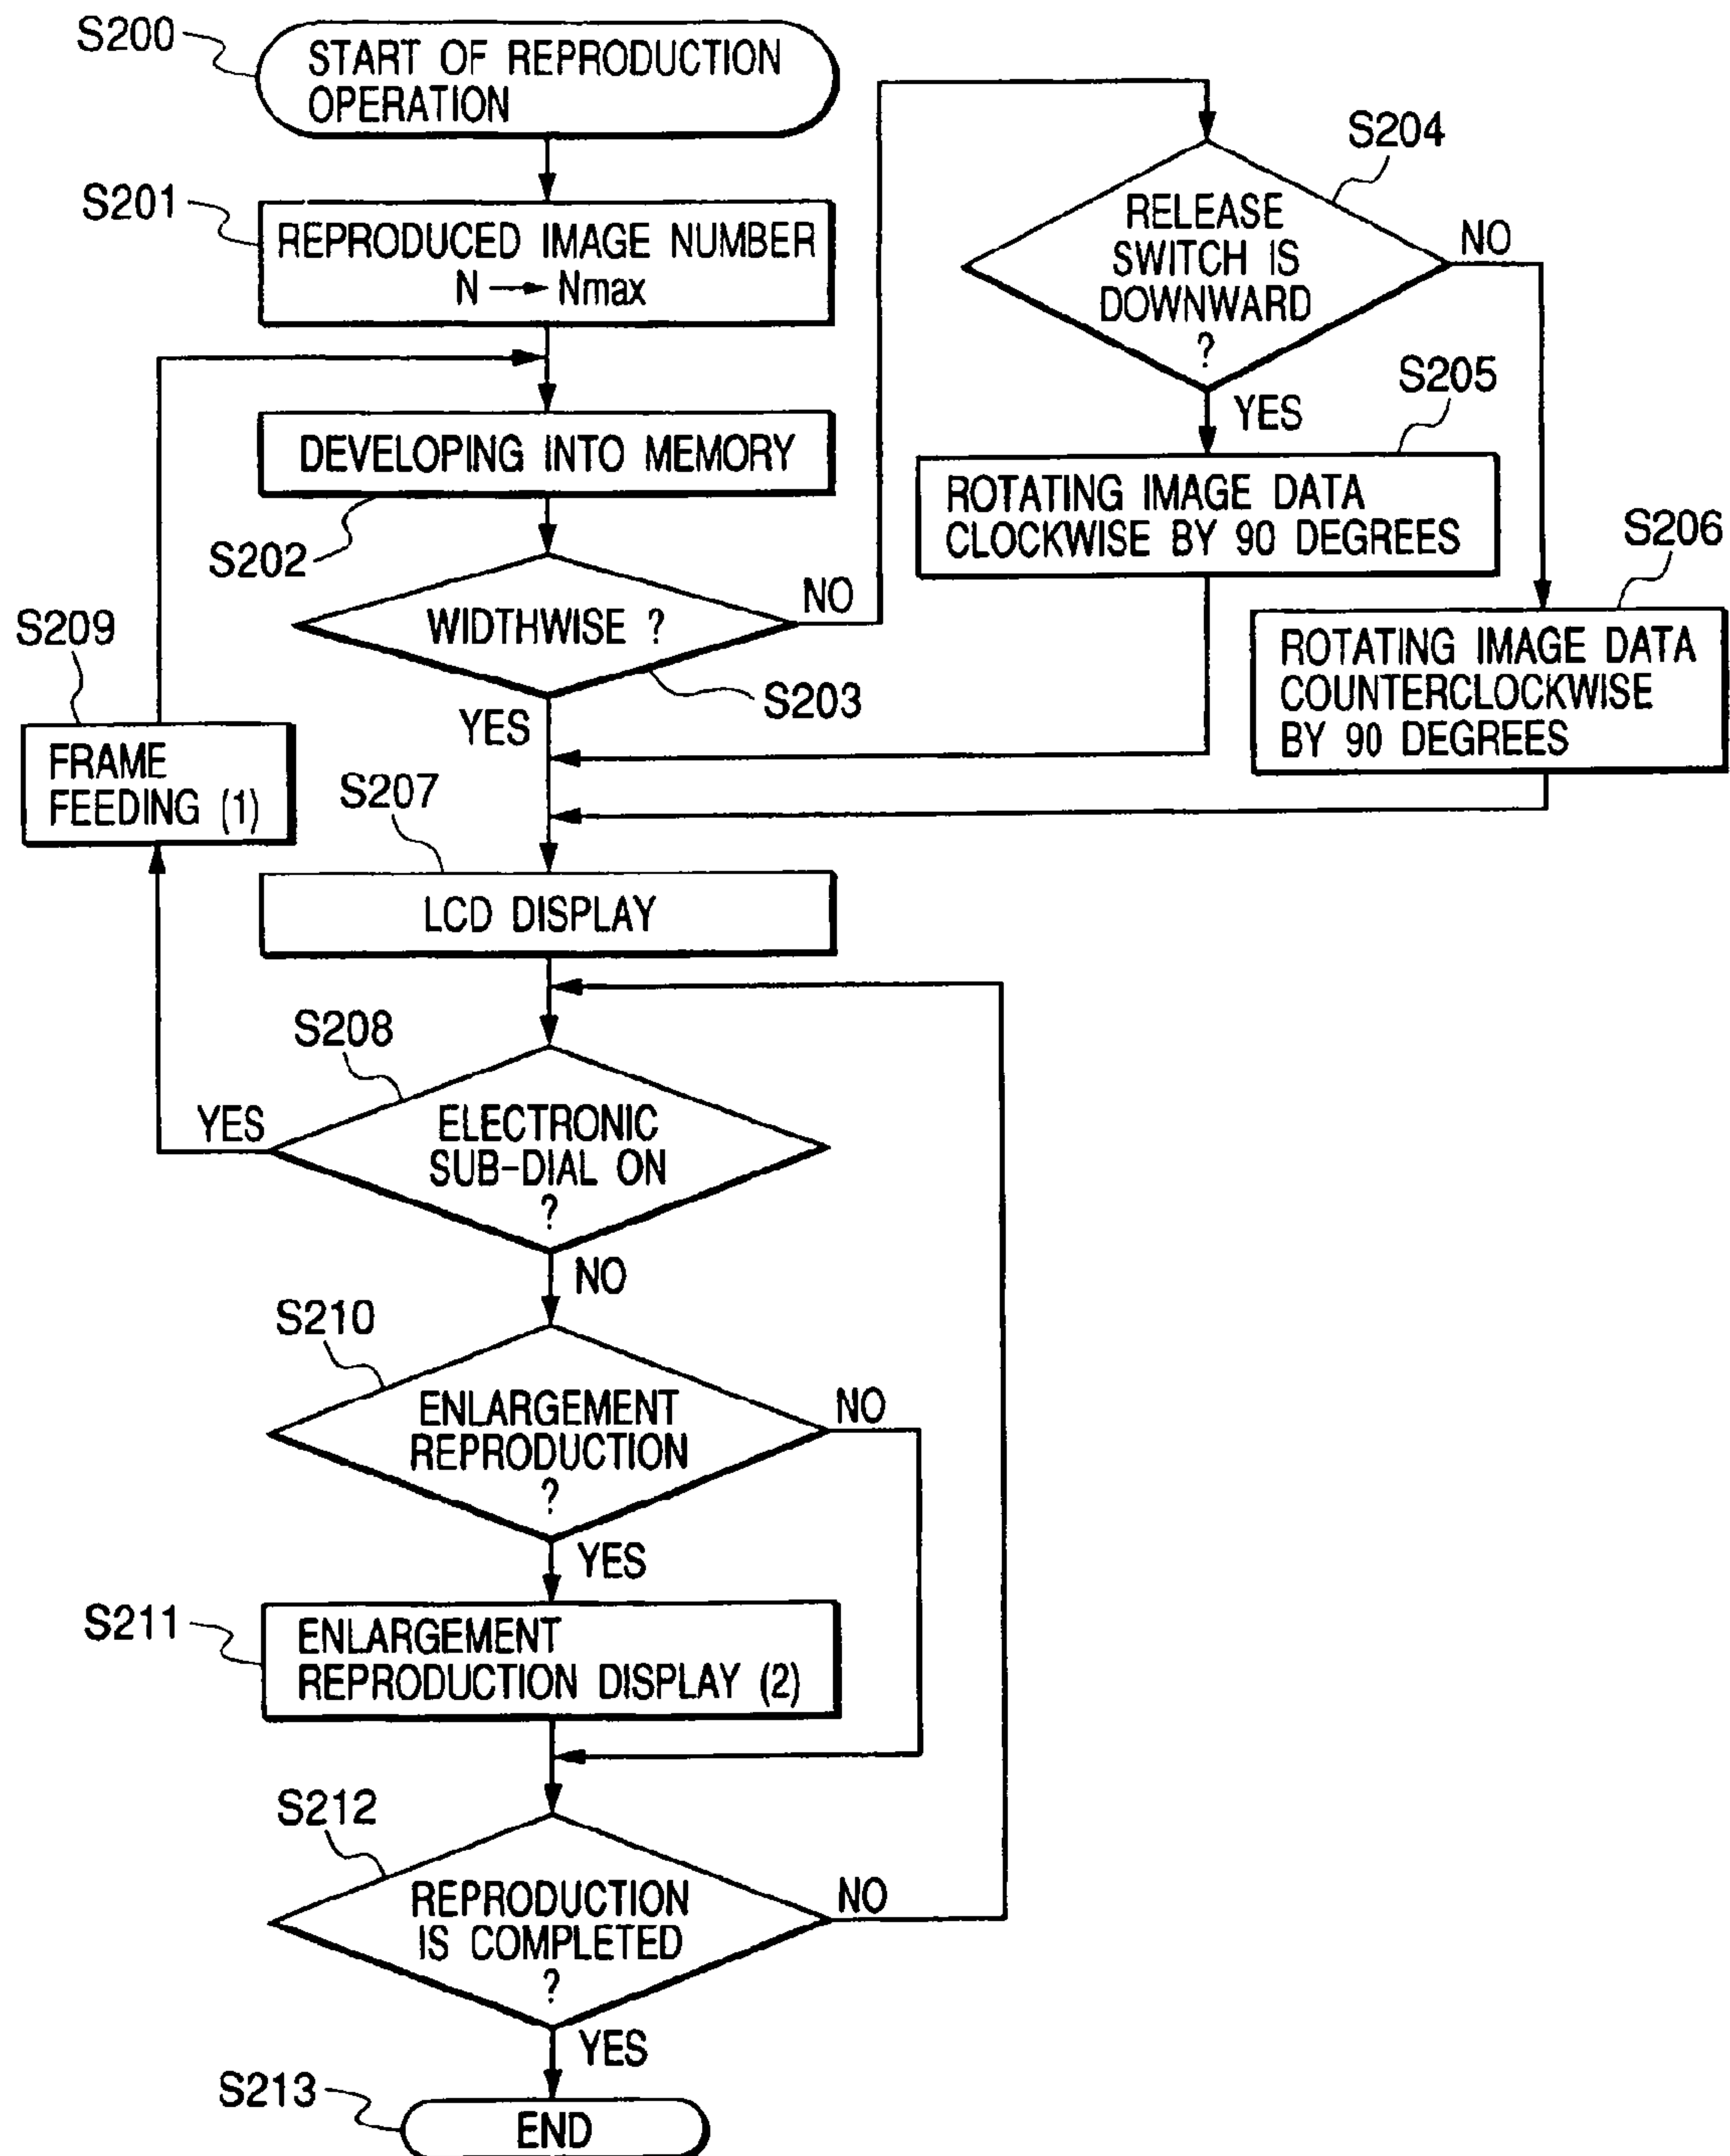 S200
START OF REPRODUCTION
OPERATION
S201
REPRODUCED IMAGE NUMBER
N → Nmax
DEVELOPING INTO MEMORY
S202
WIDTHWISE ?
NO
S203
YES
S204
RELEASE
SWITCH IS
DOWNWARD
?
NO
YES
S205
ROTATING IMAGE DATA
CLOCKWISE BY 90 DEGREES
S206
ROTATING IMAGE DATA
COUNTERCLOCKWISE
BY 90 DEGREES
S209
FRAME
FEEDING (1)
S207
LCD DISPLAY
S208
ELECTRONIC
SUB-DIAL ON
?
YES
NO
S210
ENLARGEMENT
REPRODUCTION
?
NO
YES
S211
ENLARGEMENT
REPRODUCTION DISPLAY (2)
S212
REPRODUCTION
IS COMPLETED
?
NO
YES
S213
END